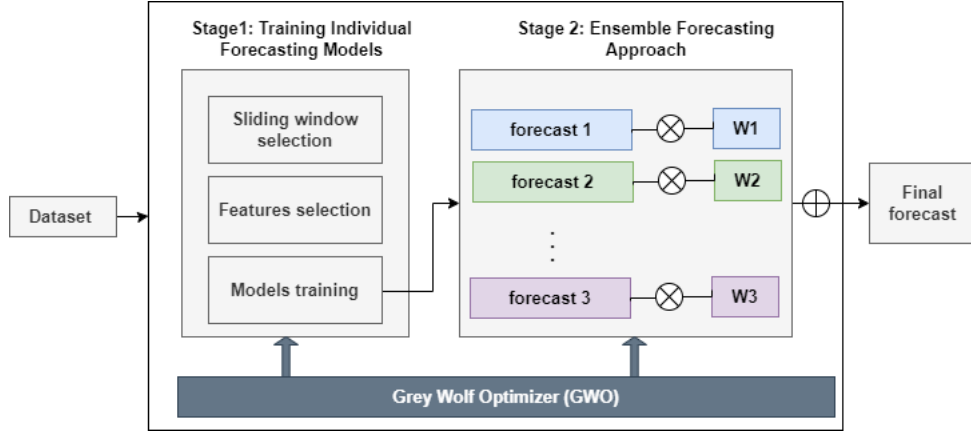 Stage1: Training Individual
Forecasting Models
Stage 2: Ensemble Forecasting
Approach
Sliding window
selection
Features selection
Models training
Dataset
forecast 1
W1
forecast 2
W2
forecast 3
W3
Final
forecast
Grey Wolf Optimizer (GWO)